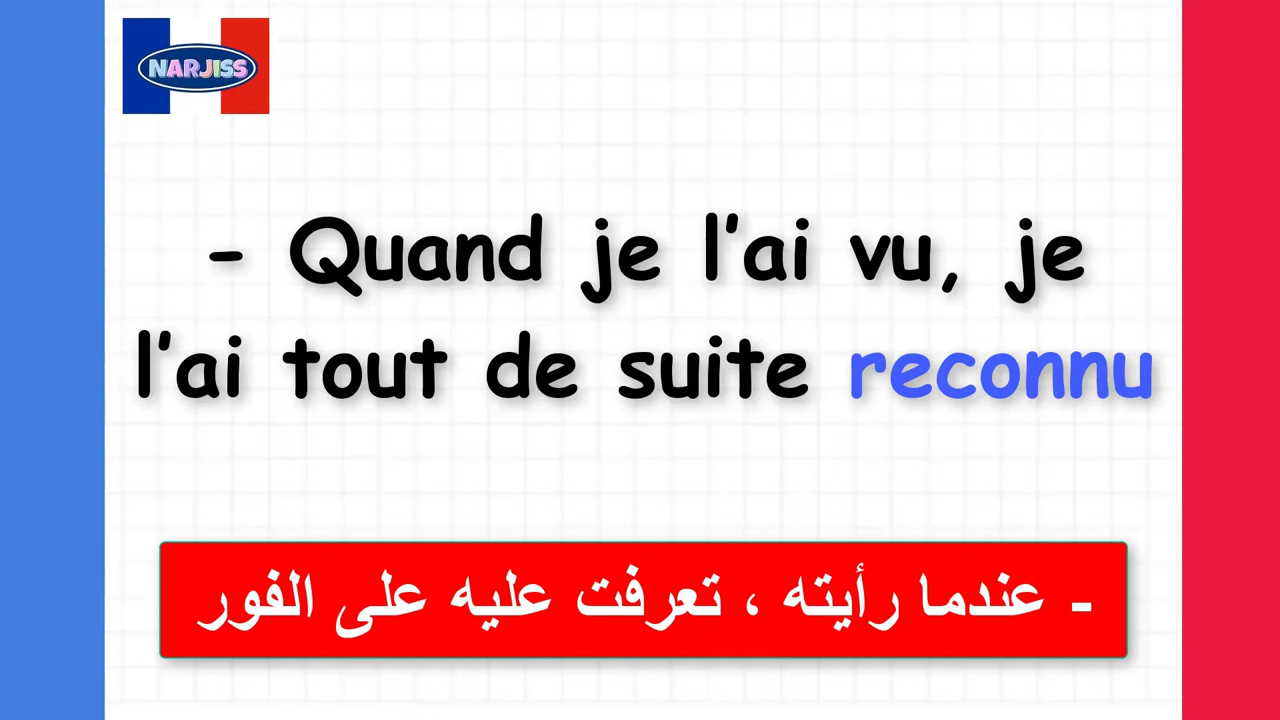 NARJISS
- Quand je l’ai vu, je
l’ai tout de suite reconnu
- عندما رأيته ، تعرفت عليه على الفور